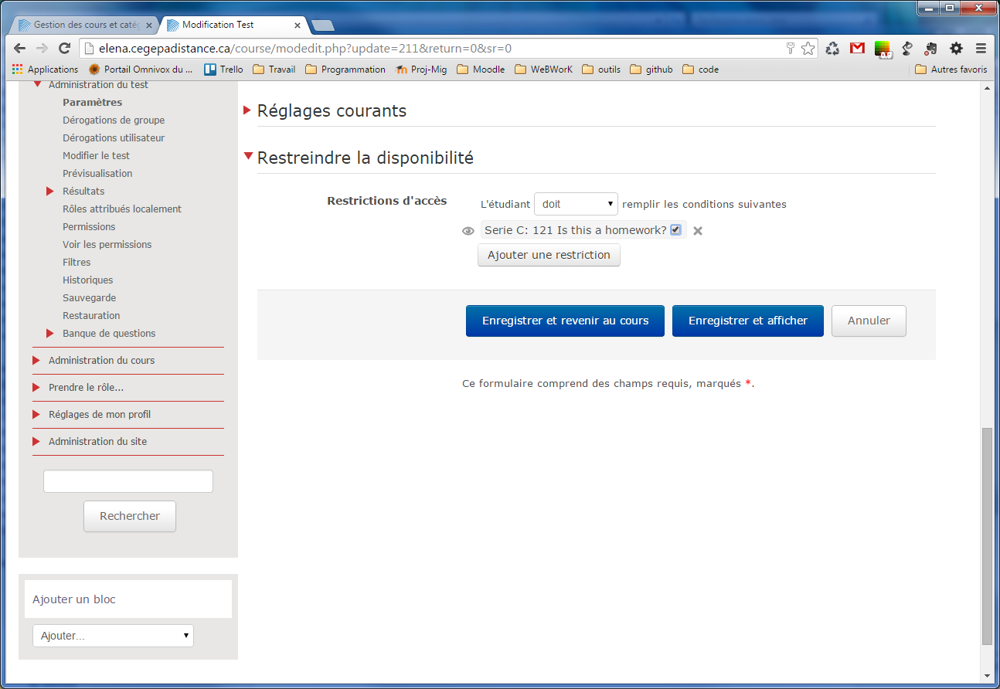 Gestion des cours et caté
Modification Test
elena.cegepadistance.ca/course/modedit.php?update=211&return=0&sr=0
Applications Portail Omnivox du ... Trello Travail Programmation Proj-Mig Moodle WeBWorK outils github code Autres favoris
Administration du test
Paramètres
Dérogations de groupe
Dérogations utilisateur
Modifier le test
Prévisualisation
Résultats
Rôles attribués localement
Permissions
Voir les permissions
Filtres
Historiques
Sauvegarde
Restauration
Banque de questions
Administration du cours
Prendre le rôle...
Réglages de mon profil
Administration du site
Rechercher
Ajouter un bloc
Ajouter...
Réglages courants
Restreindre la disponibilité
Restrictions d'accès
L'étudiant doit remplir les conditions suivantes
Serie C: 121 Is this a homework?
Ajouter une restriction
Enregistrer et revenir au cours Enregistrer et afficher Annuler
Ce formulaire comprend des champs requis, marqués *.